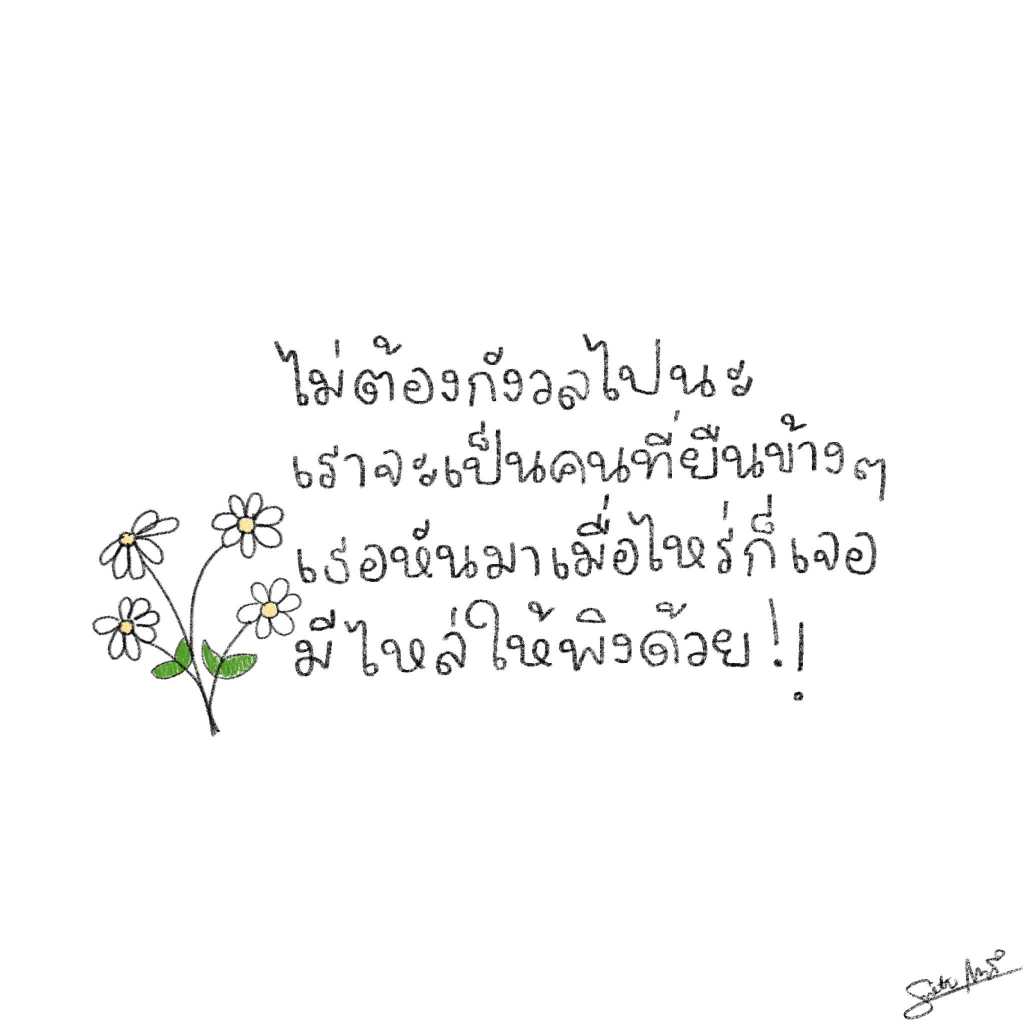 ไม่ต้องกังวลไปนะ
เราจะเป็นคนที่ยืนข้างๆ
เธอหันมาเมื่อไหร่ก็เจอ
มีไหล่ให้พิงด้วย!!